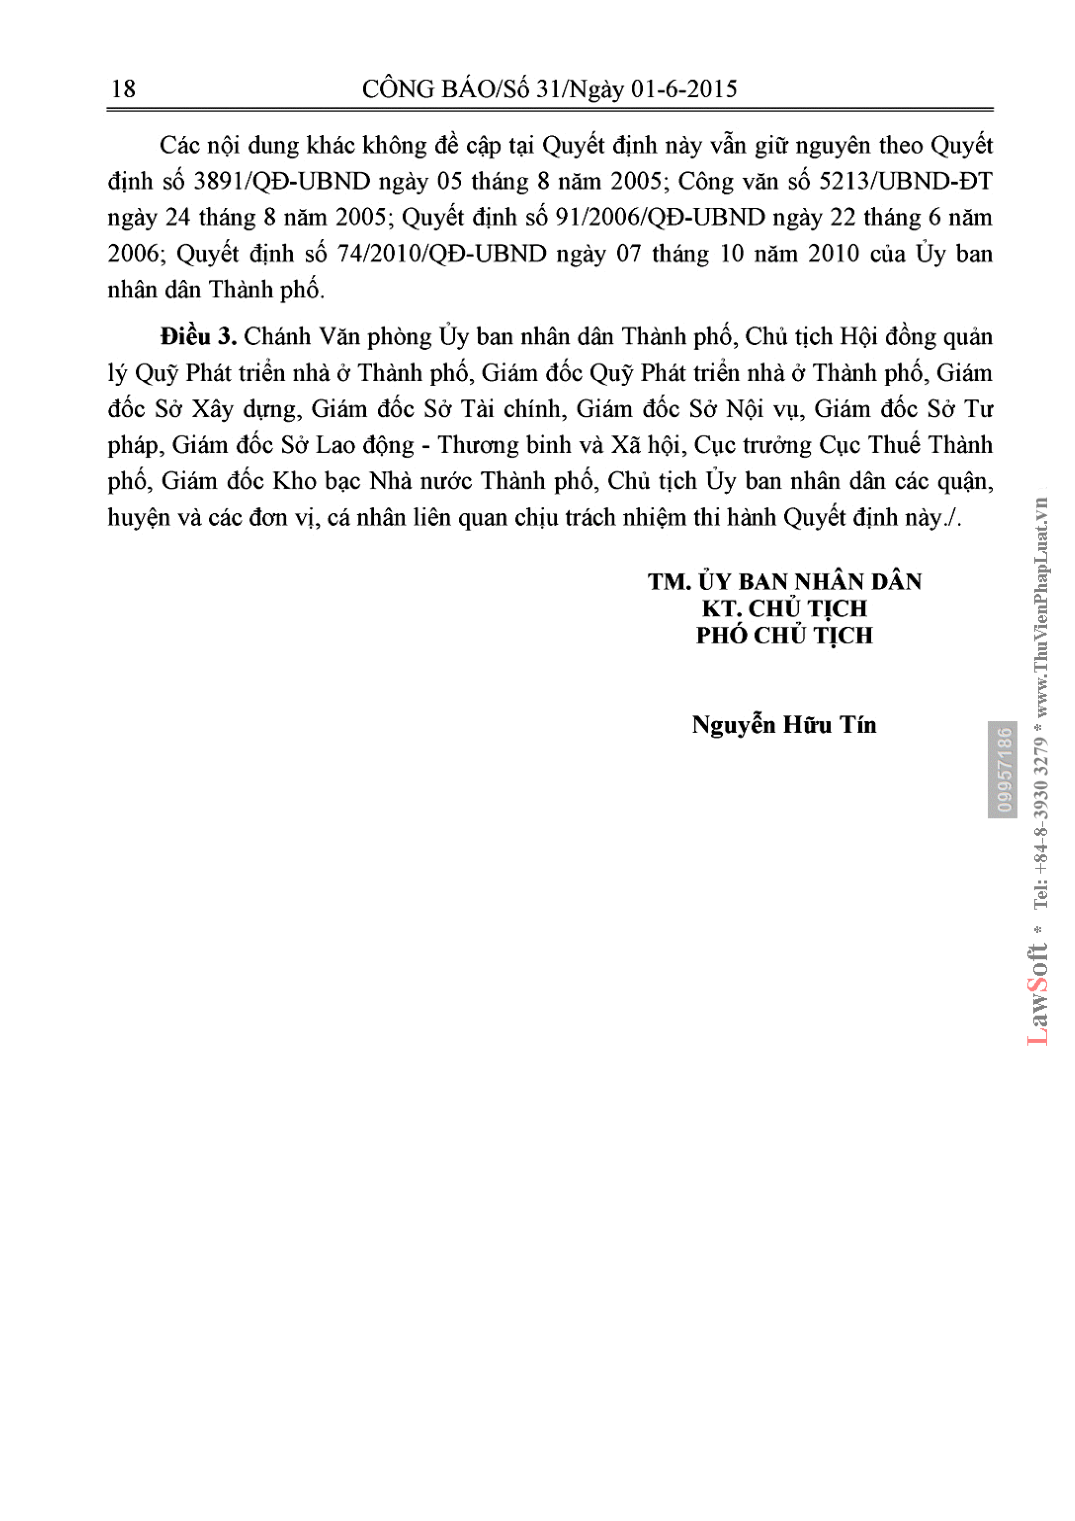 18
CÔNG BÁO/Số 31/Ngày 01-6-2015
Các nội dung khác không đề cập tại Quyết định này vẫn giữ nguyên theo Quyết
định số 3891/QĐ-UBND ngày 05 tháng 8 năm 2005; Công văn số 5213/UBND-ĐT
ngày 24 tháng 8 năm 2005; Quyết định số 91/2006/QĐ-UBND ngày 22 tháng 6 năm
2006; Quyết định số 74/2010/QĐ-UBND ngày 07 tháng 10 năm 2010 của Ủy ban
nhân dân Thành phố.
Điều 3. Chánh Văn phòng Ủy ban nhân dân Thành phố, Chủ tịch Hội đồng quản
lý Quỹ Phát triển nhà ở Thành phố, Giám đốc Quỹ Phát triển nhà ở Thành phố, Giám
đốc Sở Xây dựng, Giám đốc Sở Tài chính, Giám đốc Sở Nội vụ, Giám đốc Sở Tư
pháp, Giám đốc Sở Lao động - Thương binh và Xã hội, Cục trưởng Cục Thuế Thành
phố, Giám đốc Kho bạc Nhà nước Thành phố, Chủ tịch Ủy ban nhân dân các quận,
huyện và các đơn vị, cá nhân liên quan chịu trách nhiệm thi hành Quyết định này./.
TM. ỦY BAN NHÂN DÂN
KT. CHỦ TỊCH
PHÓ CHỦ TỊCH
Nguyễn Hữu Tín
09957186
LawSoft * Tel: +84-8-3930 3279 * www.ThuVienPhapLuat.vn